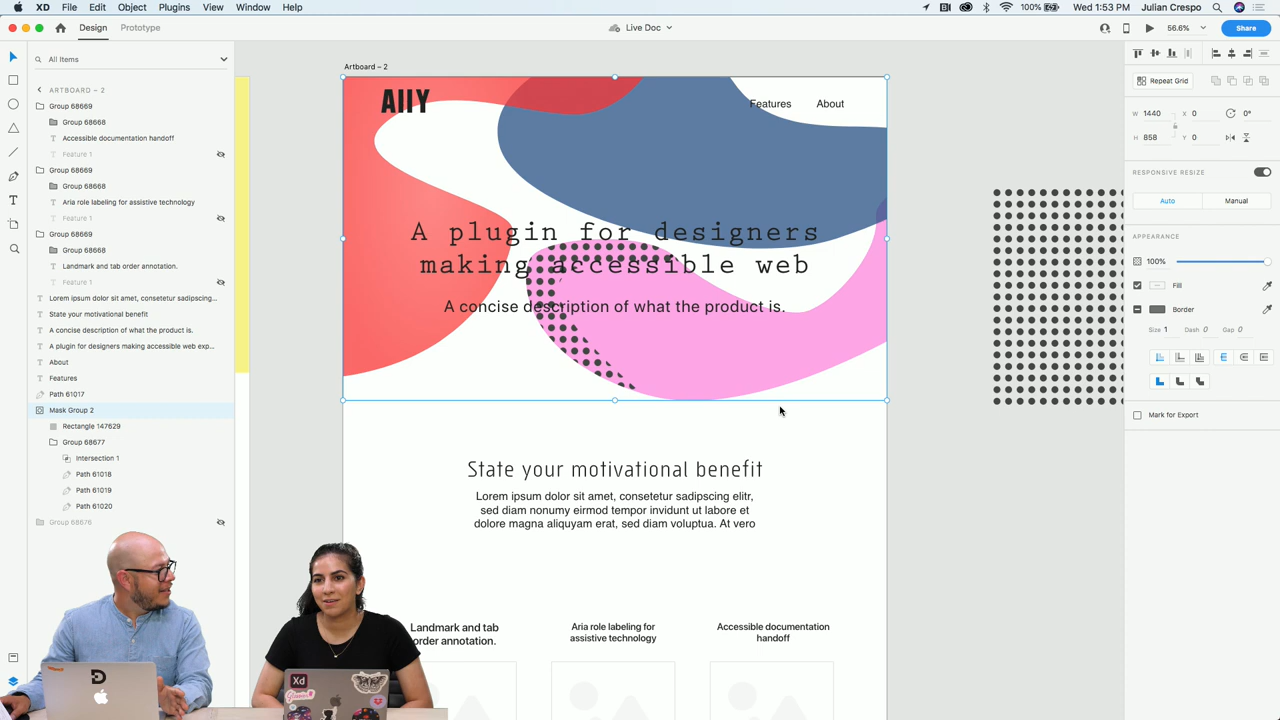 XD File Edit Object Plugins View Window Help
100% Wed 1:53 PM Julian Crespo
Design Prototype
Live Doc
56.6%
Share
All Items
ARTBOARD – 2
Group 68669
Group 68668
Accessible documentation handoff
Feature 1
Group 68669
Group 68668
Aria role labeling for assistive technology
Feature 1
Group 68669
Group 68668
Landmark and tab order annotation.
Feature 1
Lorem ipsum dolor sit amet, consetetur sadipscing...
State your motivational benefit
A concise description of what the product is.
A plugin for designers making accessible web exp...
About
Features
Path 61017
Mask Group 2
Rectangle 147629
Group 68677
Intersection 1
Path 61018
Path 61019
Path 61020
Group 68676
Artboard – 2
A11Y
Features About
A plugin for designers
making accessible web
A concise description of what the product is.
State your motivational benefit
Lorem ipsum dolor sit amet, consetetur sadipscing elitr,
sed diam nonumy eirmod tempor invidunt ut labore et
dolore magna aliquyam erat, sed diam voluptua. At vero
Landmark and tab
order annotation.
Aria role labeling for
assistive technology
Accessible documentation
handoff
Repeat Grid
W 1440 X 0 0°
H 858 Y 0
RESPONSIVE RESIZE
Auto Manual
APPEARANCE
100%
Fill
Border
Size 1 Dash 0 Gap 0
Mark for Export
Xd